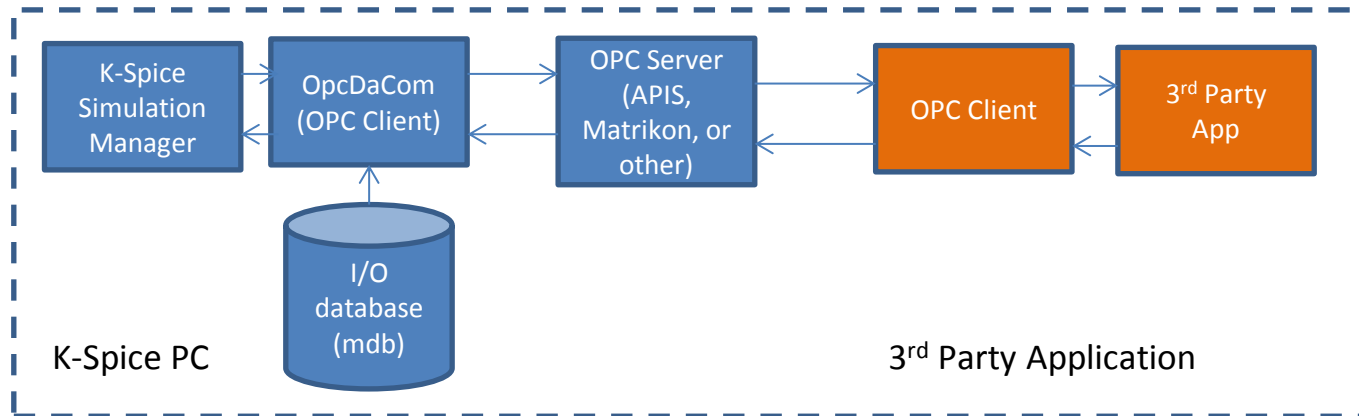 K-Spice
Simulation
Manager
OpcDaCom
(OPC Client)
OPC Server
(APIS,
Matrikon, or
other)
OPC Client
3rd Party
App
I/O
database
(mdb)
K-Spice PC
3rd Party Application